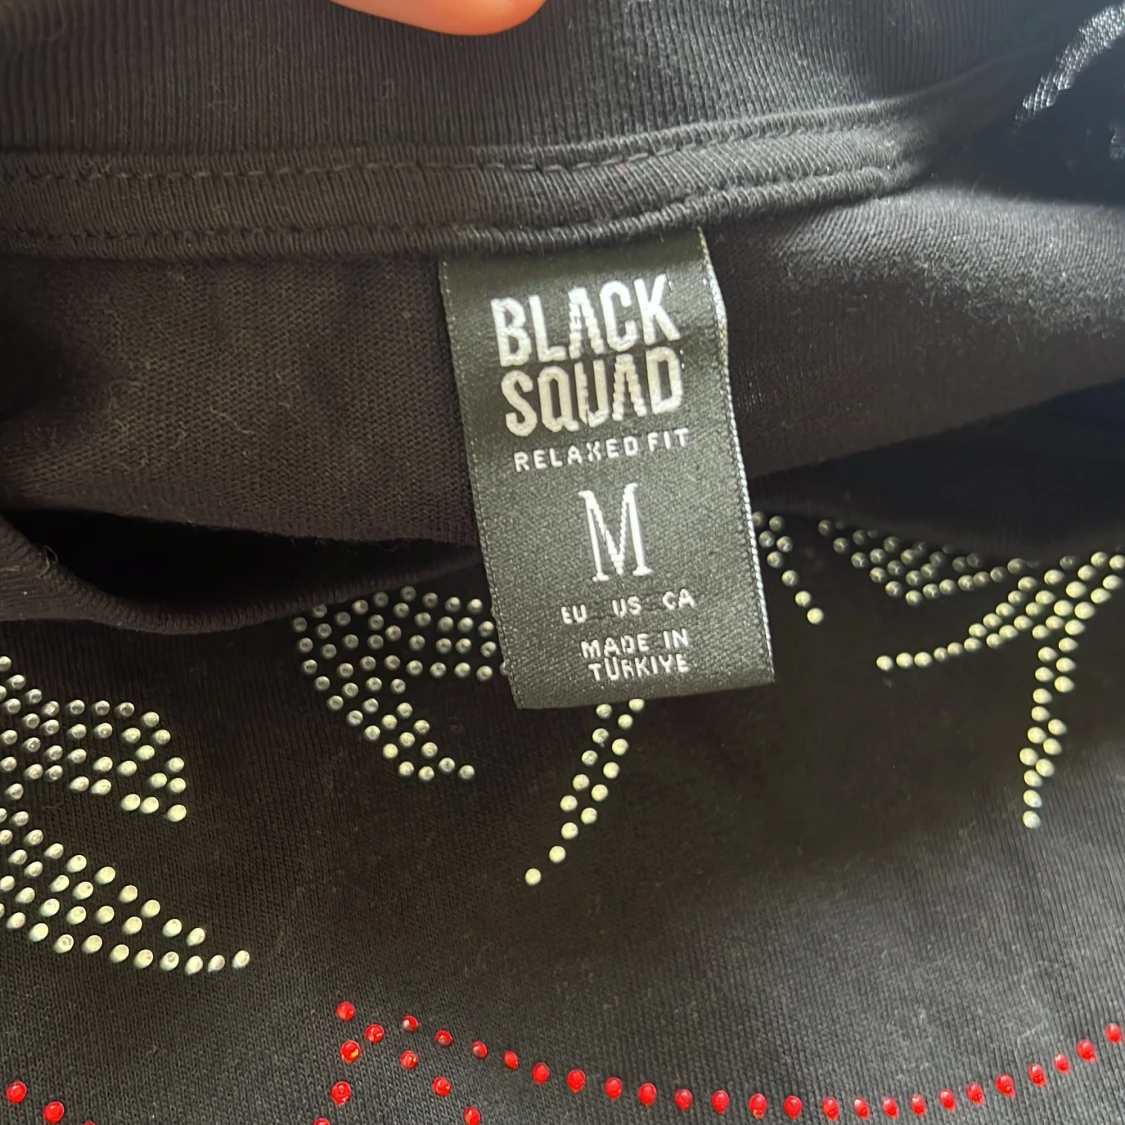 BLACK
SQUAD
RELAXED FIT
M
EU US CA
MADE IN
TÜRKIYE